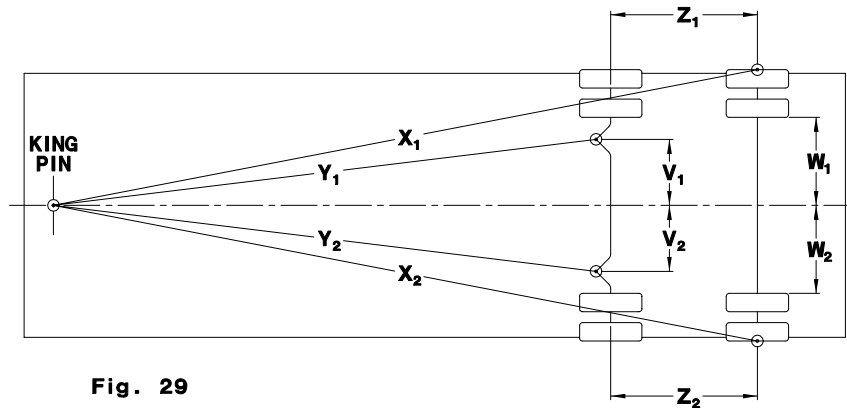 Z₁
KING
PIN
X₁
Y₁
V₁
W₁
Y₂
V₂
W₂
X₂
Z₂
Fig. 29